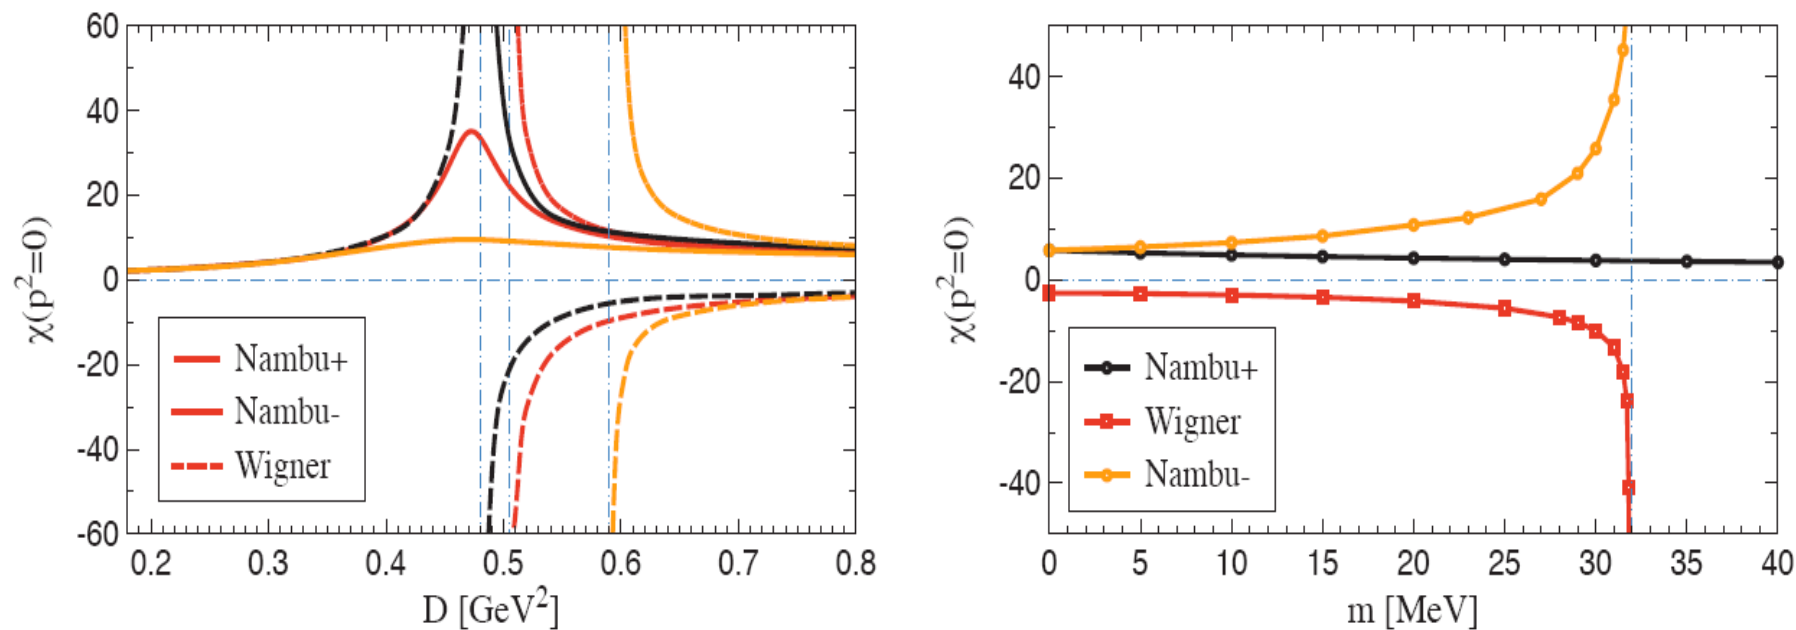 60
40
20
0
-20
-40
-60
χ(p²=0)
Nambu+
Nambu-
Wigner
0.2 0.3 0.4 0.5 0.6 0.7 0.8
D [GeV²]
40
20
0
-20
-40
χ(p²=0)
Nambu+
Wigner
Nambu-
0 5 10 15 20 25 30 35 40
m [MeV]